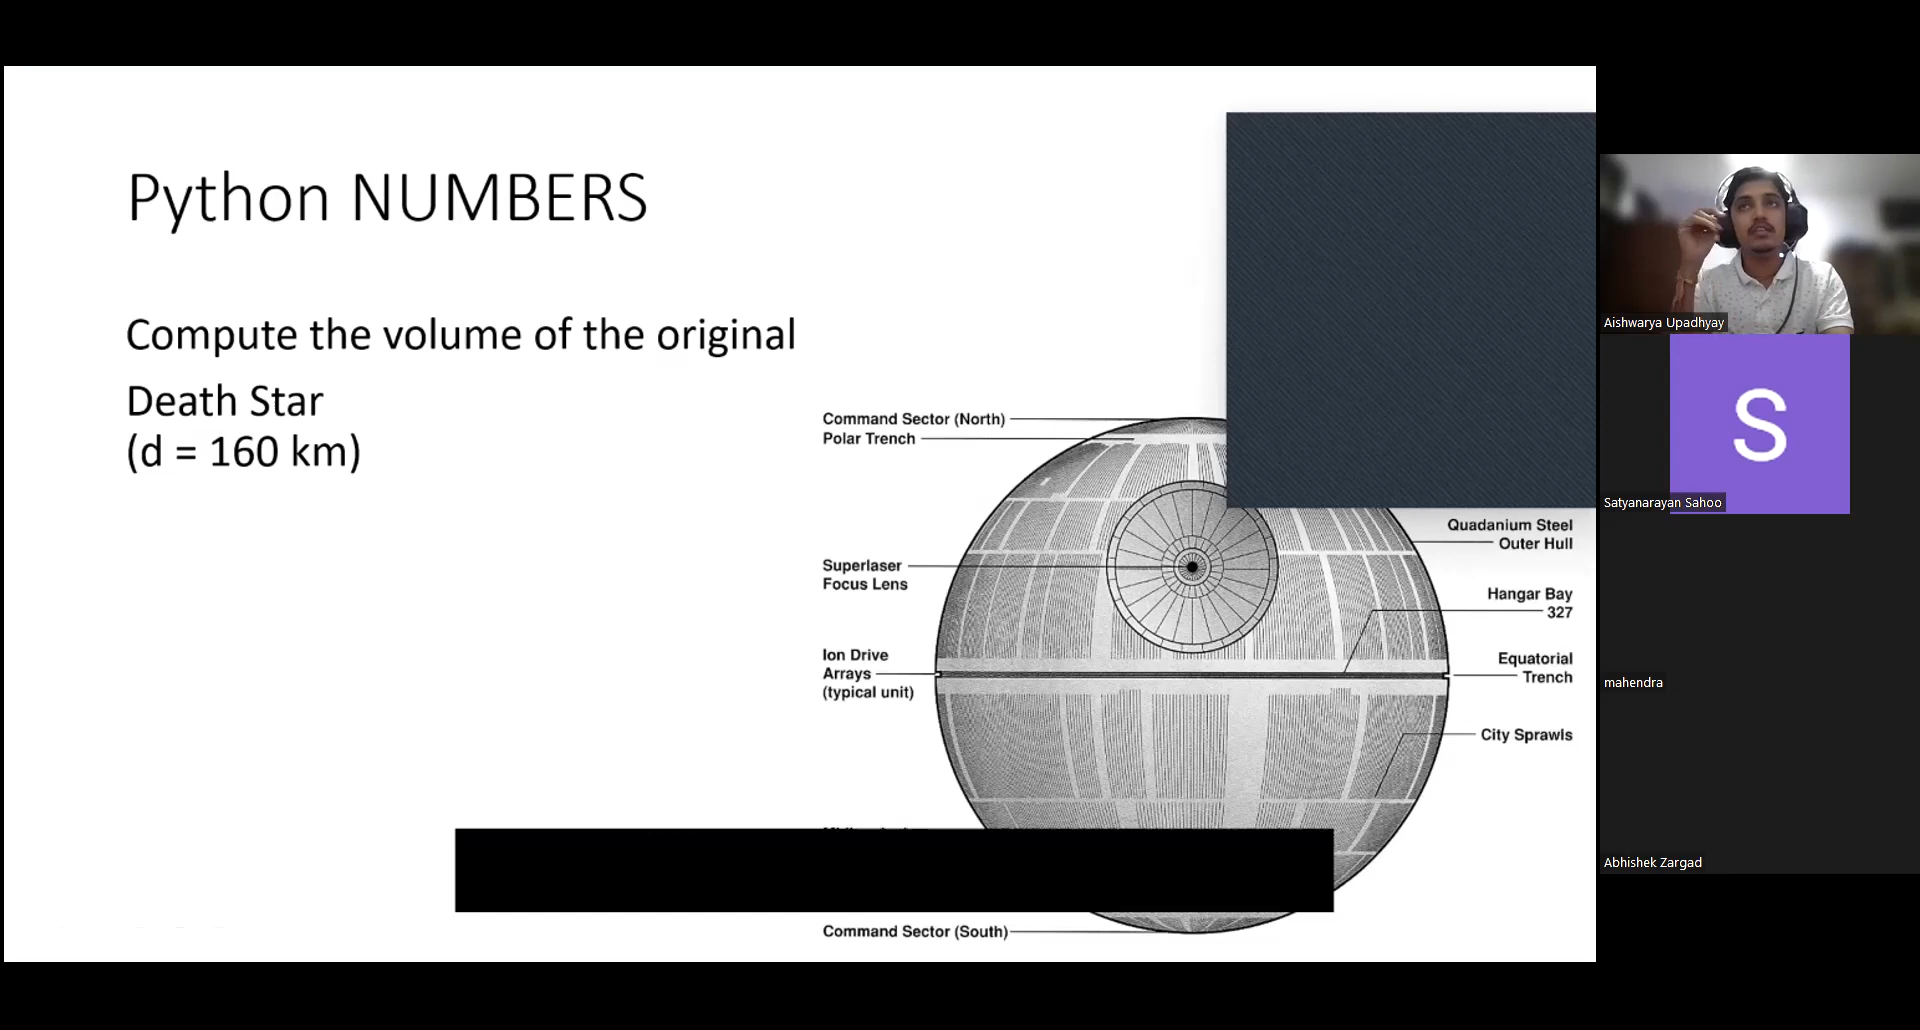 Python NUMBERS
Compute the volume of the original
Death Star
(d = 160 km)
Command Sector (North)
Polar Trench
Superlaser
Focus Lens
Ion Drive
Arrays
(typical unit)
Command Sector (South)
Quadanium Steel
Outer Hull
Hangar Bay
327
Equatorial
Trench
City Sprawls
Aishwarya Upadhyay
S
Satyanarayan Sahoo
mahendra
Abhishek Zargad